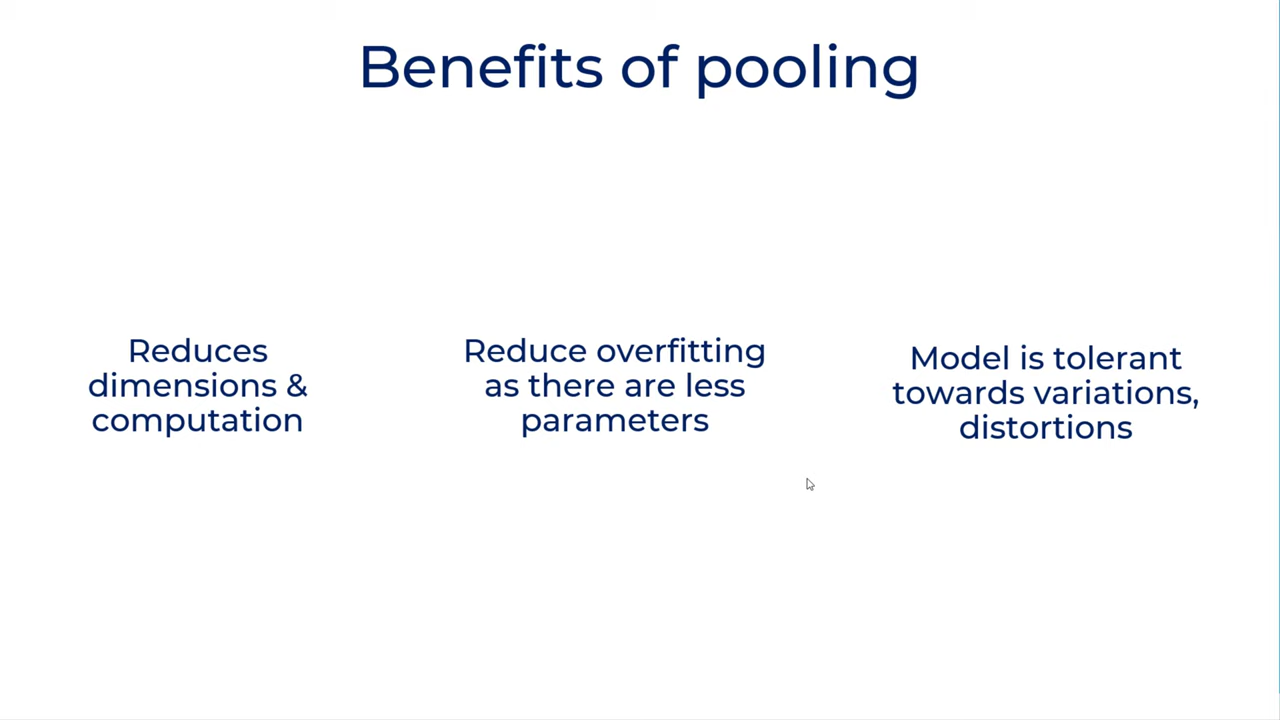 Benefits of pooling
Reduces
dimensions &
computation
Reduce overfitting
as there are less
parameters
Model is tolerant
towards variations,
distortions